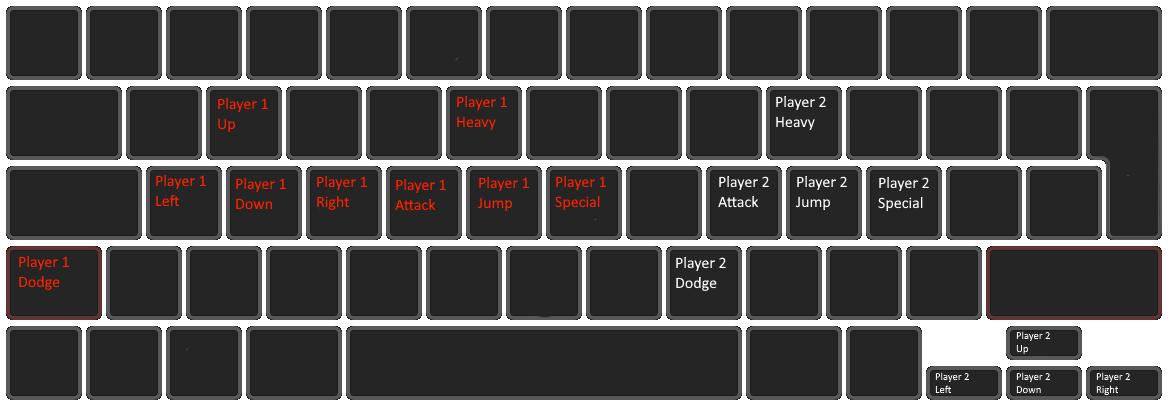 Player 1
Up
Player 1
Heavy
Player 2
Heavy
Player 1
Left
Player 1
Down
Player 1
Right
Player 1
Attack
Player 1
Jump
Player 1
Special
Player 2
Attack
Player 2
Jump
Player 2
Special
Player 1
Dodge
Player 2
Dodge
Player 2
Up
Player 2
Left
Player 2
Down
Player 2
Right